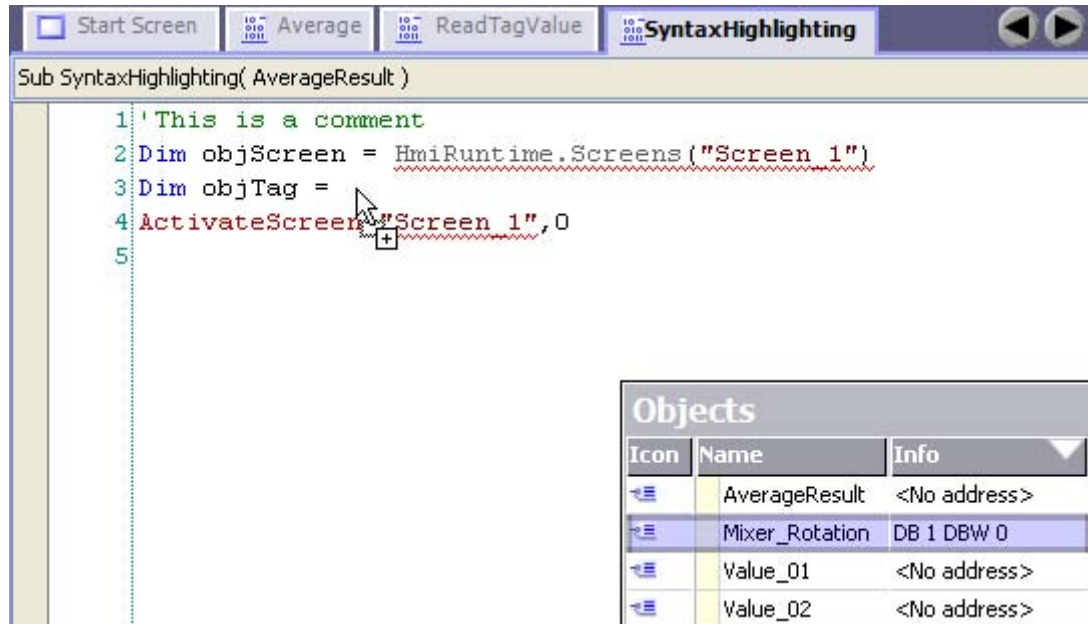 Start Screen Average ReadTagValue SyntaxHighlighting
Sub SyntaxHighlighting( AverageResult )
1 'This is a comment
2 Dim objScreen = HmiRuntime.Screens("Screen_1")
3 Dim objTag =
4 ActivateScreen "Screen_1",0
5
Objects
Icon Name Info
AverageResult <No address>
Mixer_Rotation DB 1 DBW 0
Value_01 <No address>
Value_02 <No address>